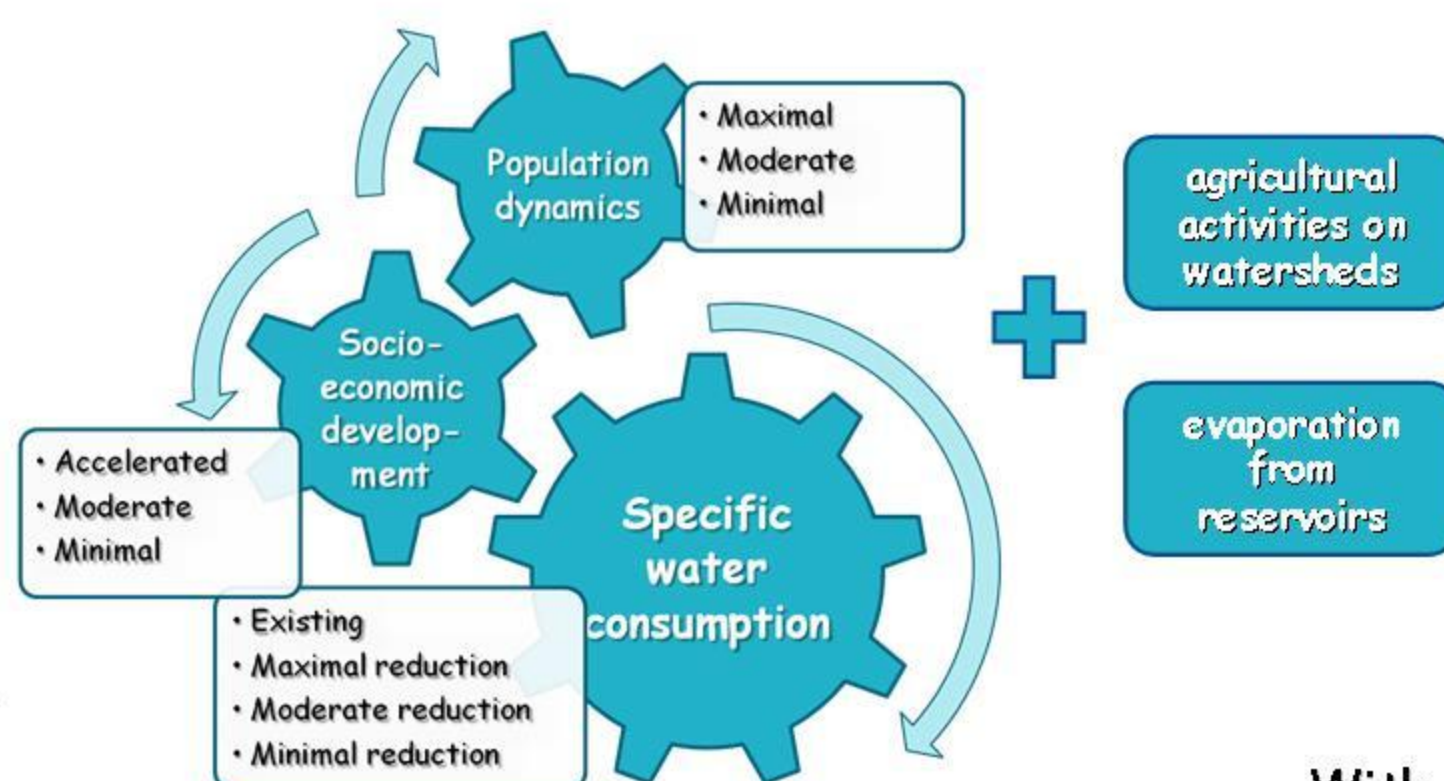 Population
dynamics
• Maximal
• Moderate
• Minimal
Socio-
economic
develop-
ment
• Accelerated
• Moderate
• Minimal
Specific
water
consumption
• Existing
• Maximal reduction
• Moderate reduction
• Minimal reduction
agricultural
activities on
watersheds
evaporation
from
reservoirs